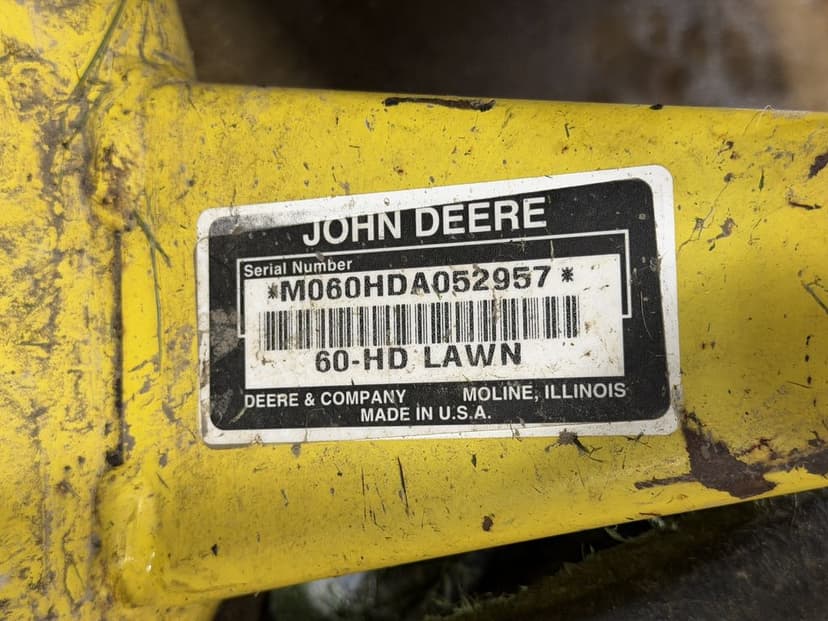 JOHN DEERE
Serial Number
*M060HDA052957*
60-HD LAWN
DEERE & COMPANY MOLINE, ILLINOIS
MADE IN U.S.A.